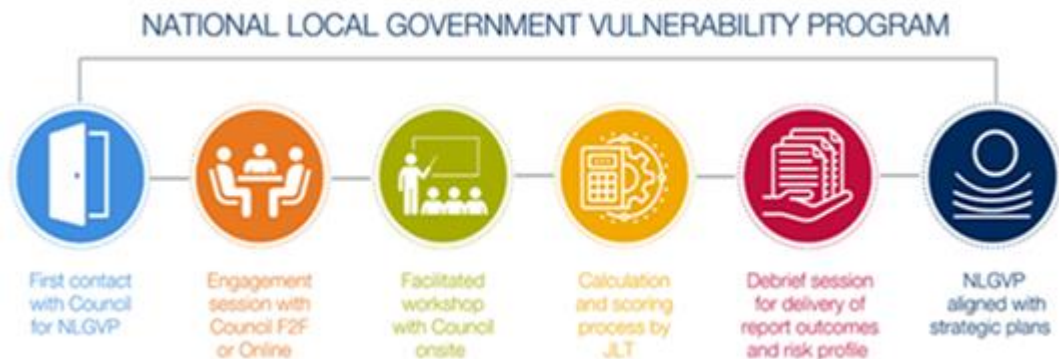 NATIONAL LOCAL GOVERNMENT VULNERABILITY PROGRAM
First contact
with Council
for NLGVP
Engagement
session with
Council F2F
or Online
Facilitated
workshop
with Council
onsite
Calculation
and scoring
process by
JLT
Debrief session
for delivery of
report outcomes
and risk profile
NLGVP
aligned with
strategic plans